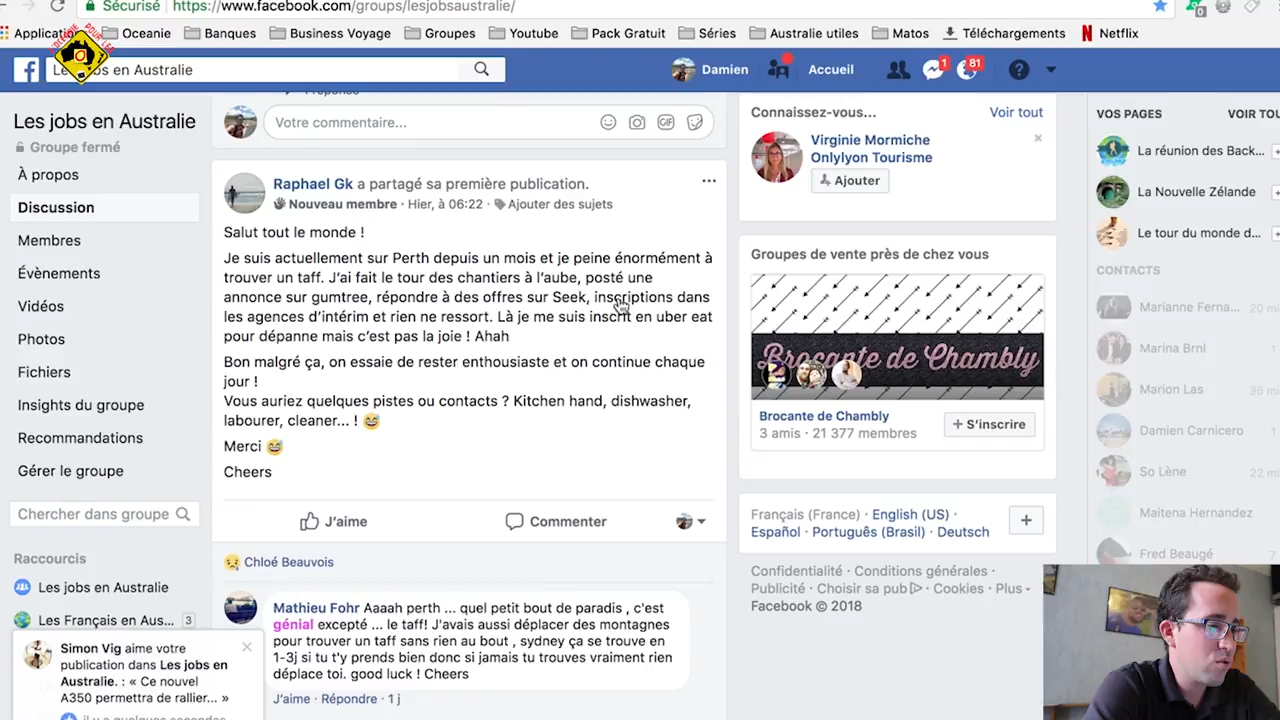 Sécurisé https://www.facebook.com/groups/lesjobsaustralie/
Oceanie Banques Business Voyage Groupes Youtube Pack Gratuit Séries Australie utiles Matos Téléchargements Netflix
POUR LES
Jobs en Australie
Damien Accueil 1 81
Les jobs en Australie
Groupe fermé
À propos
Discussion
Membres
Évènements
Vidéos
Photos
Fichiers
Insights du groupe
Recommandations
Gérer le groupe
Chercher dans groupe
Raccourcis
Les jobs en Australie
Les Français en Aus... 3
Simon Vig aime votre
publication dans Les jobs en
Australie. : « Ce nouvel
A350 permettra de rallier... »
il y a quelques secondes
Votre commentaire...
GIF
Raphael Gk a partagé sa première publication.
Nouveau membre · Hier, à 06:22 · Ajouter des sujets
Salut tout le monde !
Je suis actuellement sur Perth depuis un mois et je peine énormément à
trouver un taff. J'ai fait le tour des chantiers à l'aube, posté une
annonce sur gumtree, répondre à des offres sur Seek, inscriptions dans
les agences d'intérim et rien ne ressort. Là je me suis inscrit en uber eat
pour dépanne mais c'est pas la joie ! Ahah
Bon malgré ça, on essaie de rester enthousiaste et on continue chaque
jour !
Vous auriez quelques pistes ou contacts ? Kitchen hand, dishwasher,
labourer, cleaner... ! 😅
Merci 😅
Cheers
J'aime Commenter
Chloé Beauvois
Mathieu Fohr Aaaah perth ... quel petit bout de paradis , c'est
génial excepté ... le taff! J'avais aussi déplacer des montagnes
pour trouver un taff sans rien au bout , sydney ça se trouve en
1-3j si tu t'y prends bien donc si jamais tu trouves vraiment rien
déplace toi. good luck ! Cheers
J'aime · Répondre · 1 j
Connaissez-vous... Voir tout
Virginie Mormiche
Onlylyon Tourisme
Ajouter
Groupes de vente près de chez vous
Brocante de Chambly
Brocante de Chambly
3 amis · 21 377 membres
+ S'inscrire
Français (France) · English (US) ·
Español · Português (Brasil) · Deutsch
Confidentialité · Conditions générales ·
Publicité · Choisir sa pub · Cookies · Plus
Facebook © 2018
VOS PAGES
La réunion des Back...
La Nouvelle Zélande
Le tour du monde d...
CONTACTS
Marianne Ferna... 20
Marina Brnl
Marion Las
Damien Carnicero
So Lène 22
Maitena Hernandez
Fred Beaugé